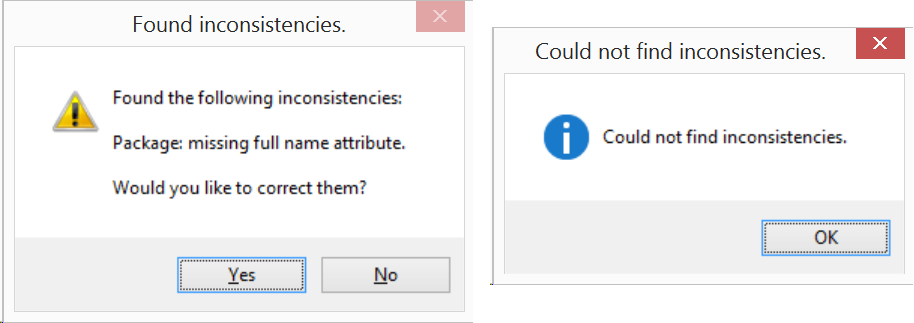 Found inconsistencies.
Found the following inconsistencies:
Package: missing full name attribute.
Would you like to correct them?
Yes
No
Could not find inconsistencies.
Could not find inconsistencies.
OK